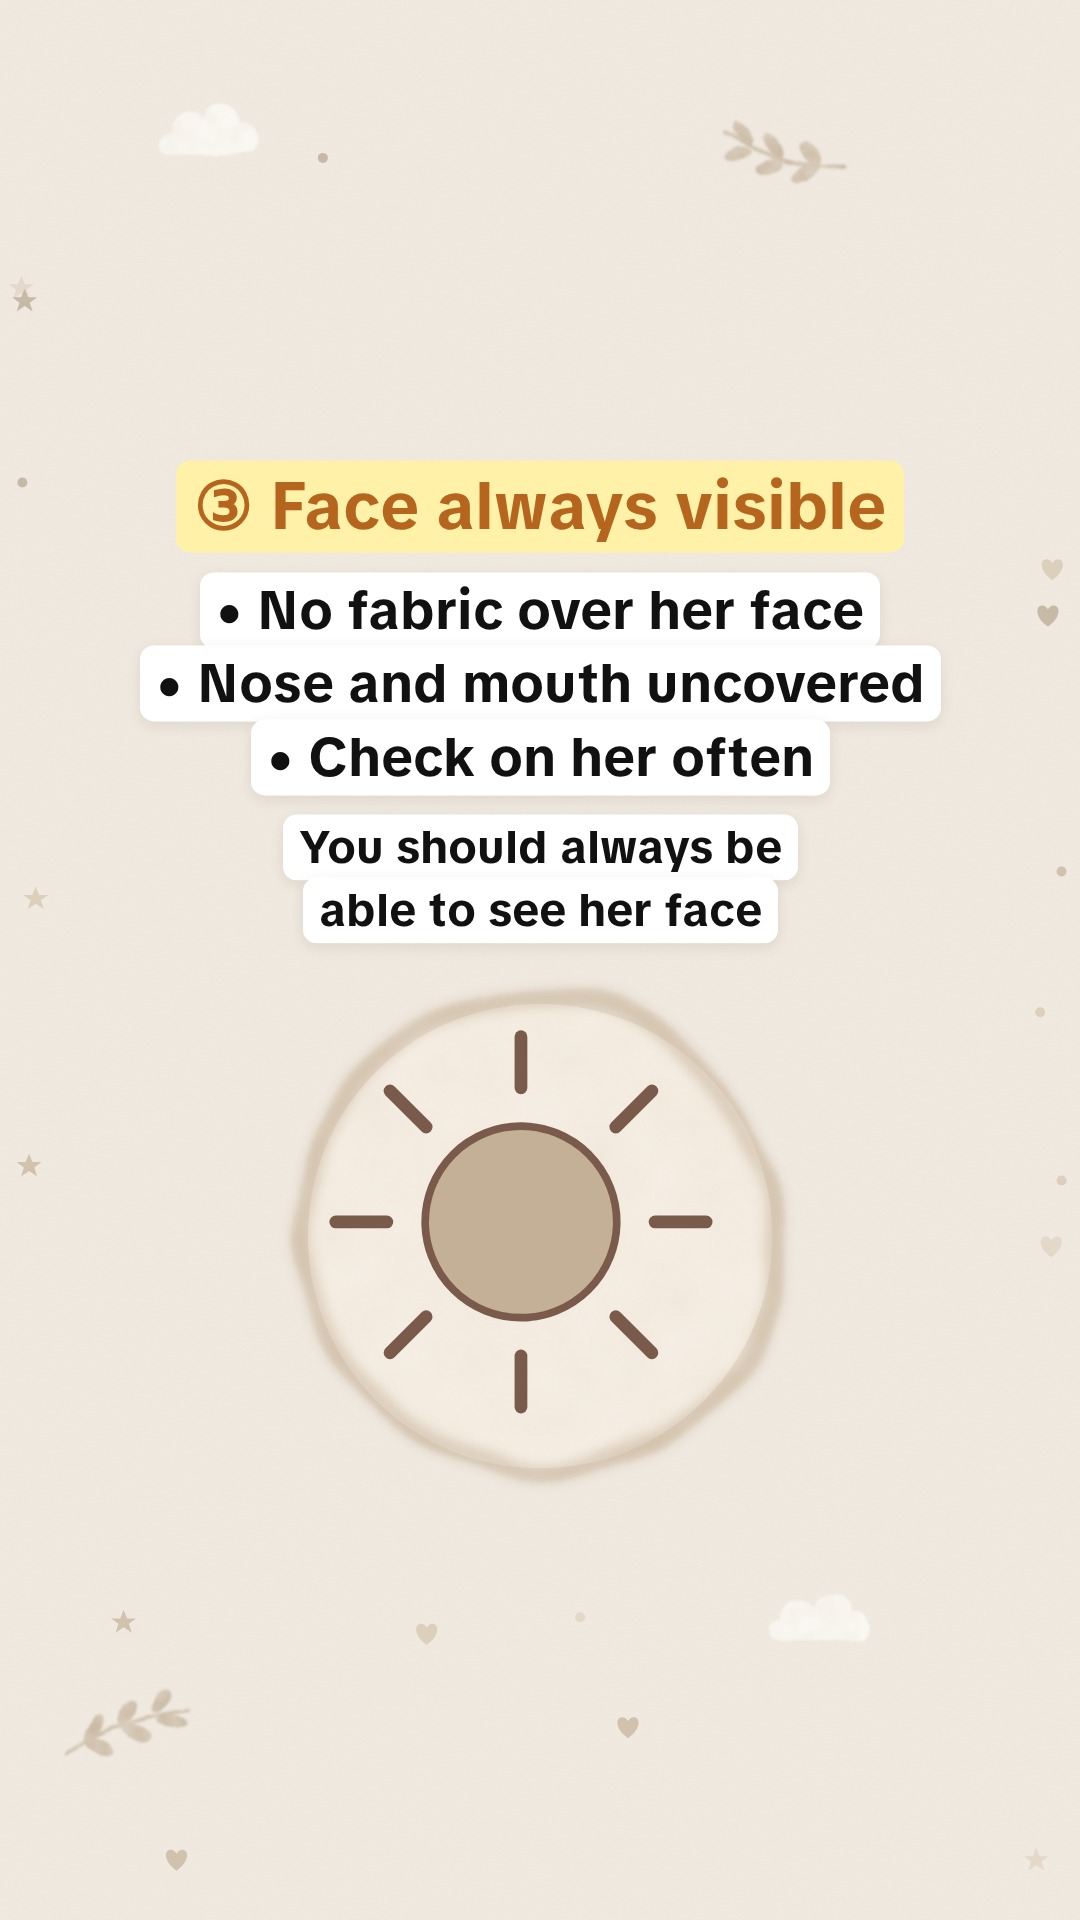 ③ Face always visible
• No fabric over her face
• Nose and mouth uncovered
• Check on her often
You should always be
able to see her face